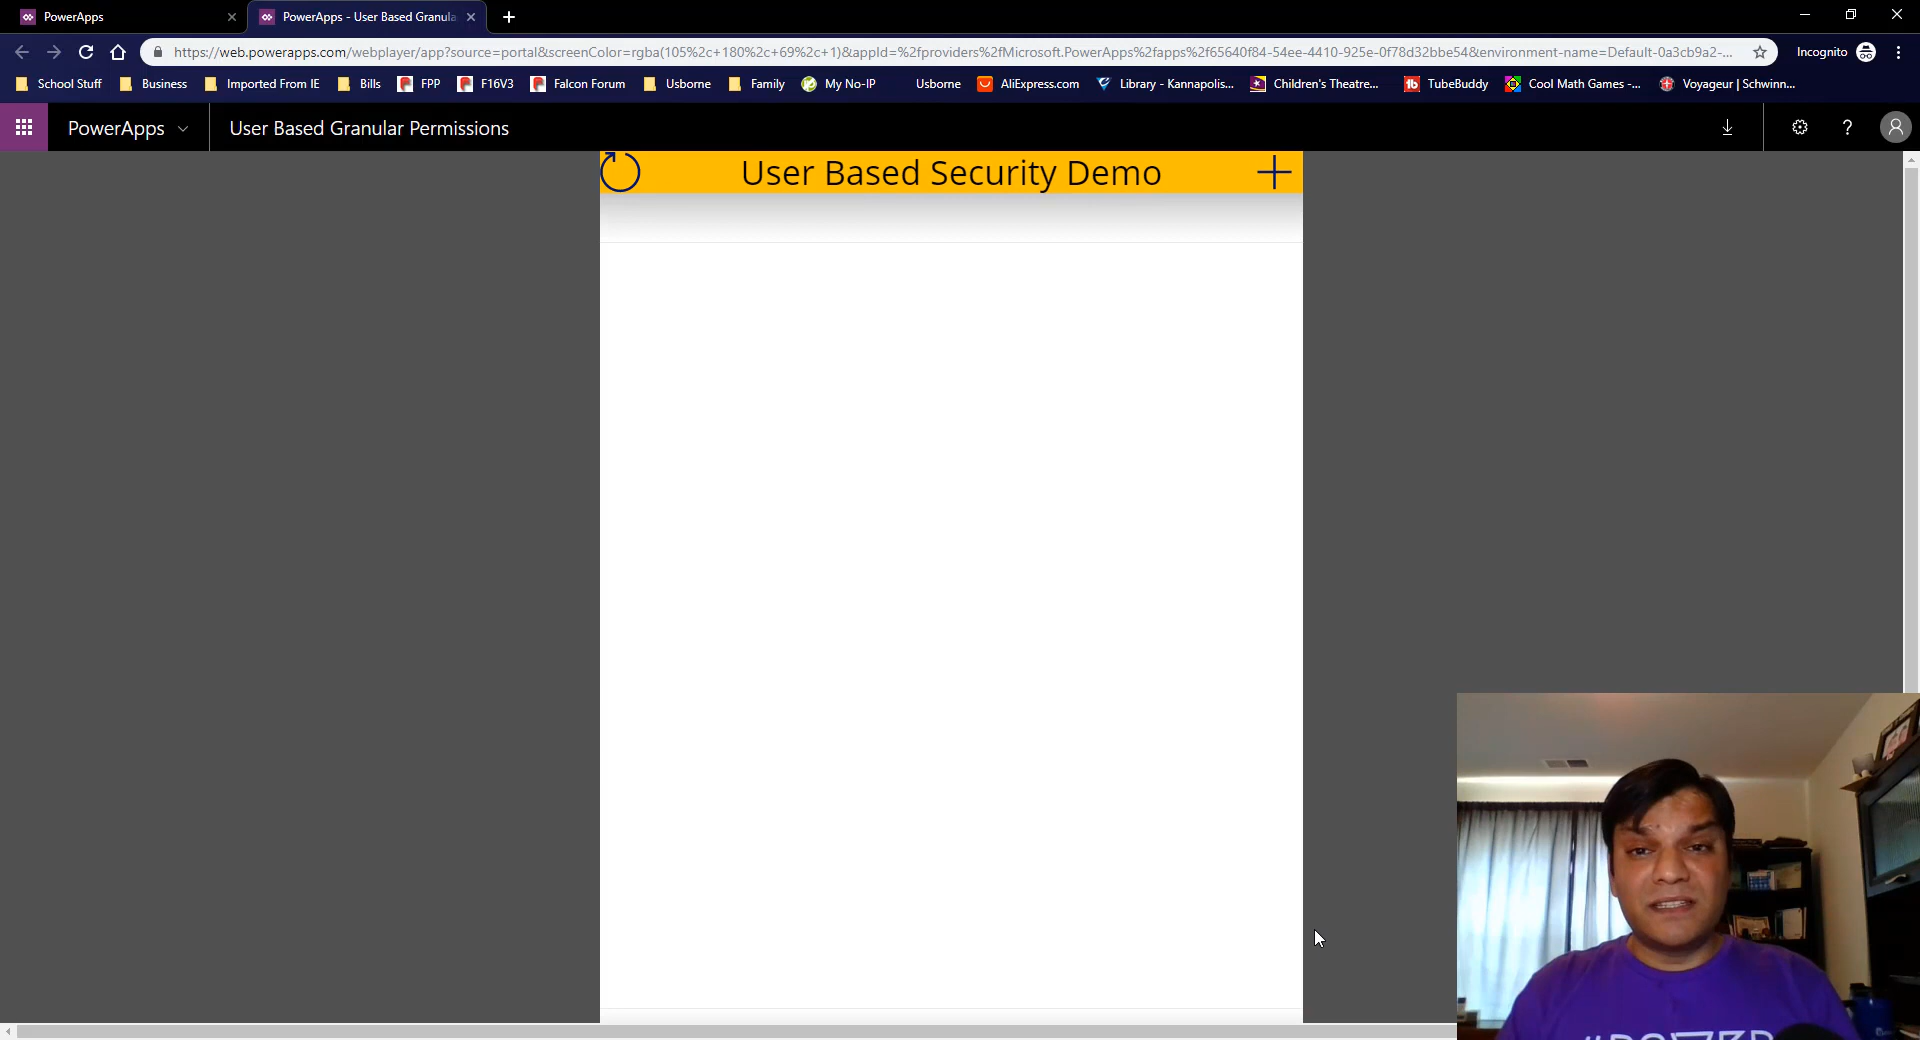 PowerApps
PowerApps - User Based Granula
https://web.powerapps.com/webplayer/app?source=portal&screenColor=rgba(105%2c+180%2c+69%2c+1)&appId=%2fproviders%2fMicrosoft.PowerApps%2fapps%2f65640f84-54ee-4410-925e-0f78d32bbe54&environment-name=Default-0a3cb9a2-...
Incognito
School Stuff
Business
Imported From IE
Bills
FPP
F16V3
Falcon Forum
Usborne
Family
My No-IP
Usborne
AliExpress.com
Library - Kannapolis...
Children's Theatre...
TubeBuddy
Cool Math Games -...
Voyageur | Schwinn...
PowerApps
User Based Granular Permissions
User Based Security Demo